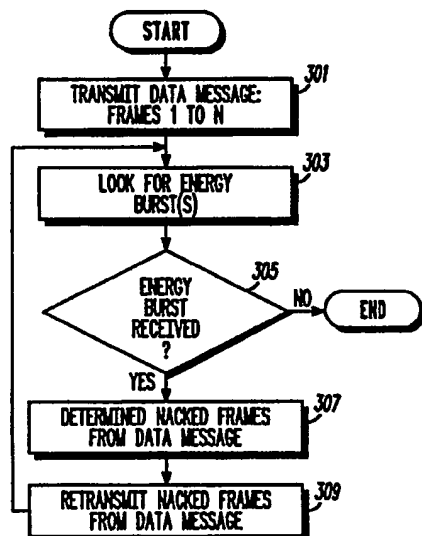 START
301
TRANSMIT DATA MESSAGE:
FRAMES 1 TO N
303
LOOK FOR ENERGY
BURST(S)
305
ENERGY
BURST
RECEIVED
?
NO
END
YES
307
DETERMINED NACKED FRAMES
FROM DATA MESSAGE
RETRANSMIT NACKED FRAMES
FROM DATA MESSAGE
309